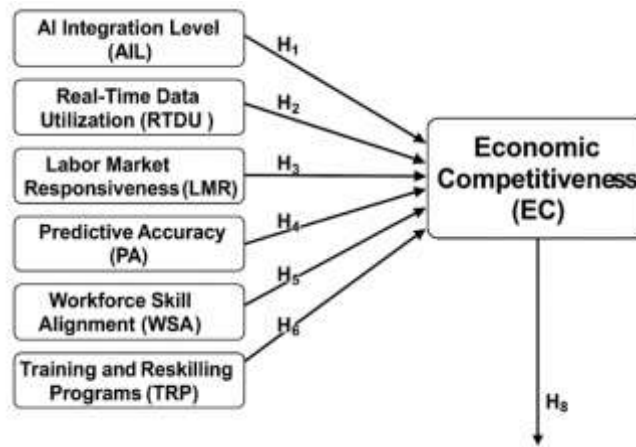 AI Integration Level
(AIL)
H1
Real-Time Data
Utilization (RTDU )
H2
Labor Market
Responsiveness (LMR)
H3
Predictive Accuracy
(PA)
H4
Workforce Skill
Alignment (WSA)
H5
Training and Reskilling
Programs (TRP)
H6
Economic
Competitiveness
(EC)
H8